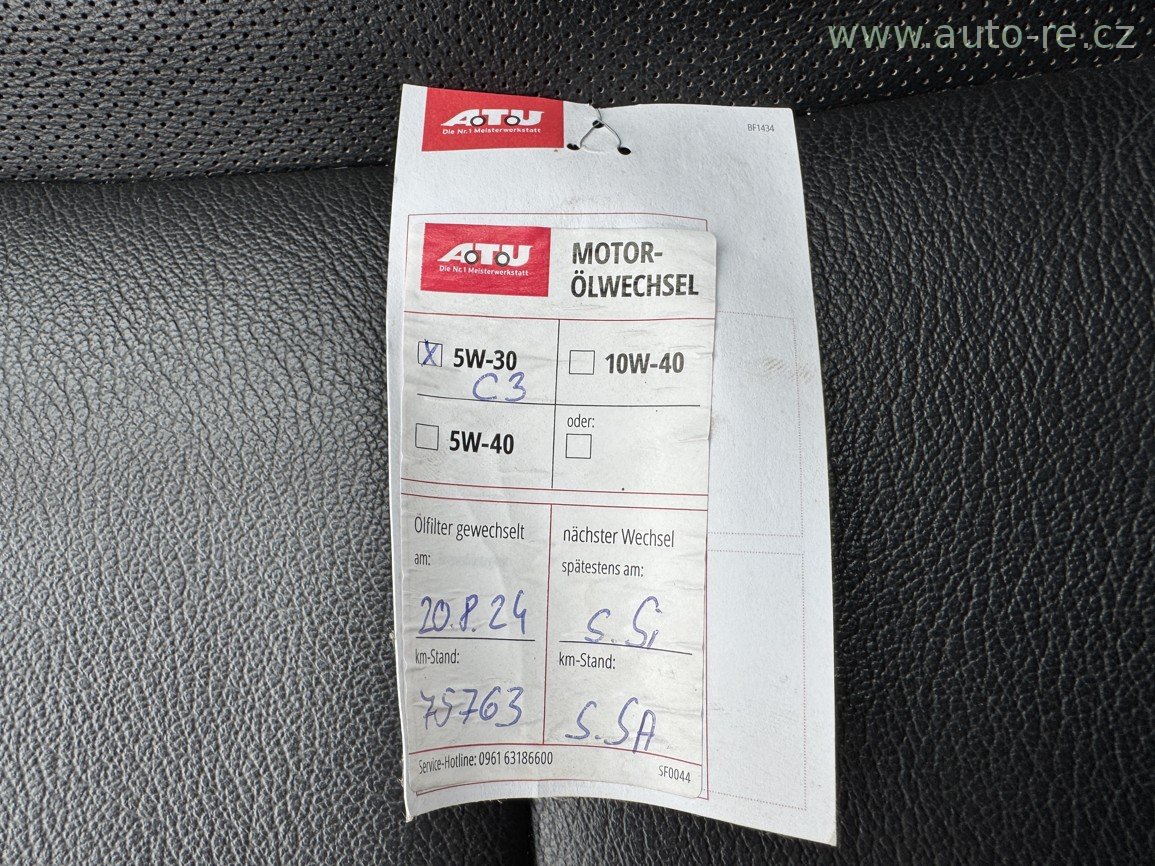 www.auto-re.cz
ATU
Die Nr.1 Meisterwerkstatt
BF1434
ATU
Die Nr.1 Meisterwerkstatt
MOTOR-
ÖLWECHSEL
X 5W-30
C3
10W-40
5W-40
oder:
Ölfilter gewechselt
am:
20.8.24
km-Stand:
75763
nächster Wechsel
spätestens am:
S. Si
km-Stand:
S. SA
Service-Hotline: 0961 63186600
SF0044